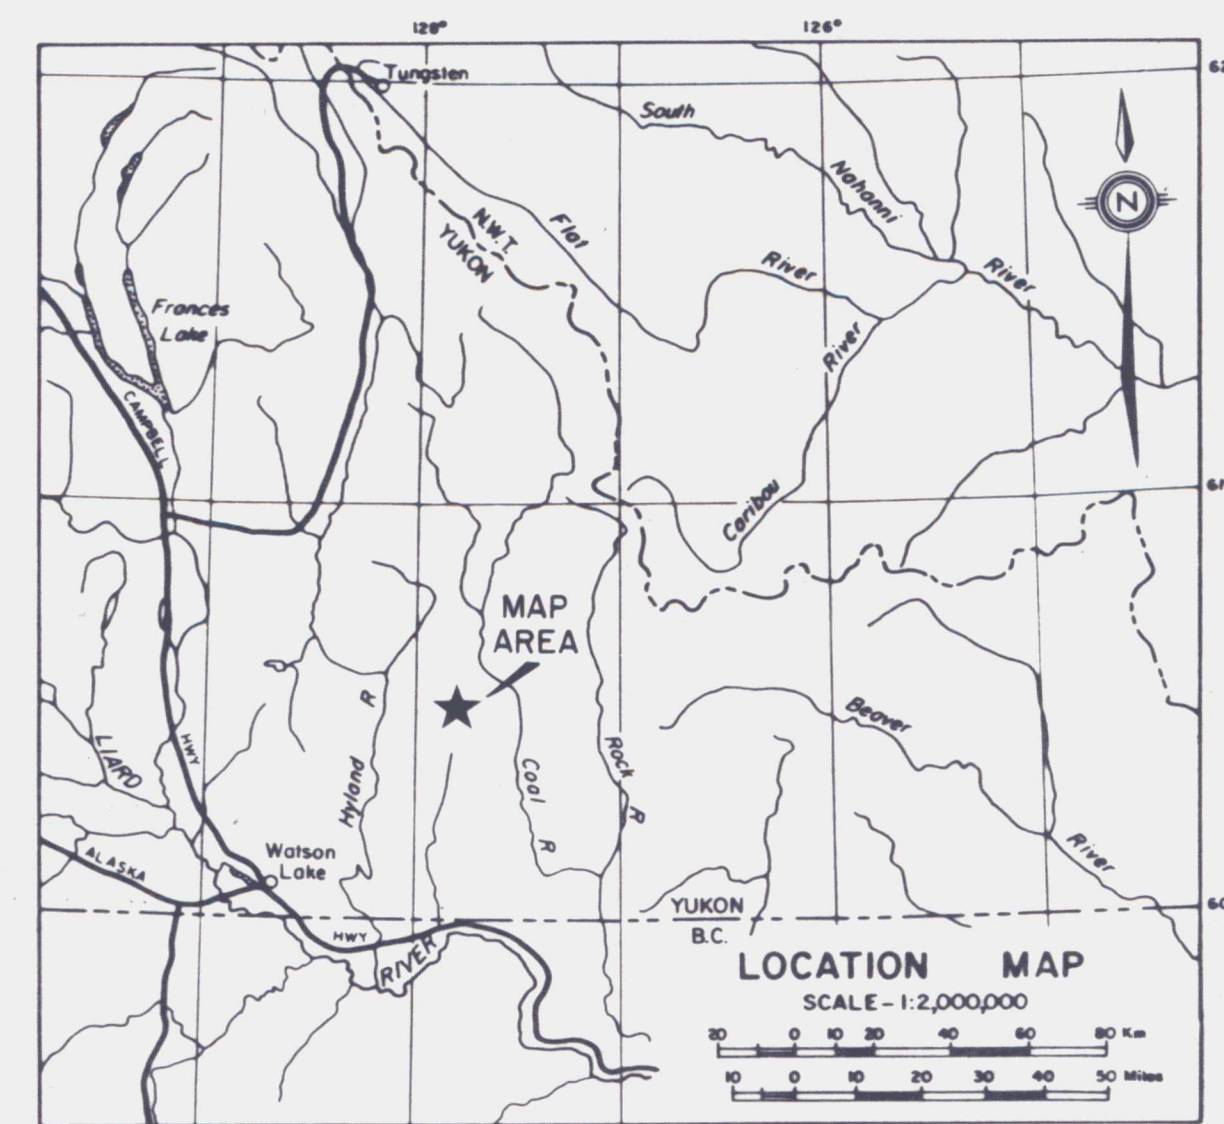 128°
126°
62
Tungsten
South
Nahanni
River
N.W.T.
YUKON
Flat
River
River
Frances
Lake
CAMPBELL
61
Caribou
N
MAP
AREA
R
Hyland
LIARD
HWY
Coal
R
Rock
R
Beaver
River
Watson
Lake
ALASKA
HWY
RIVER
60
YUKON
B.C.
LOCATION MAP
SCALE - 1:2,000,000
20 0 10 20 40 60 80 Km
10 0 10 20 30 40 50 Miles